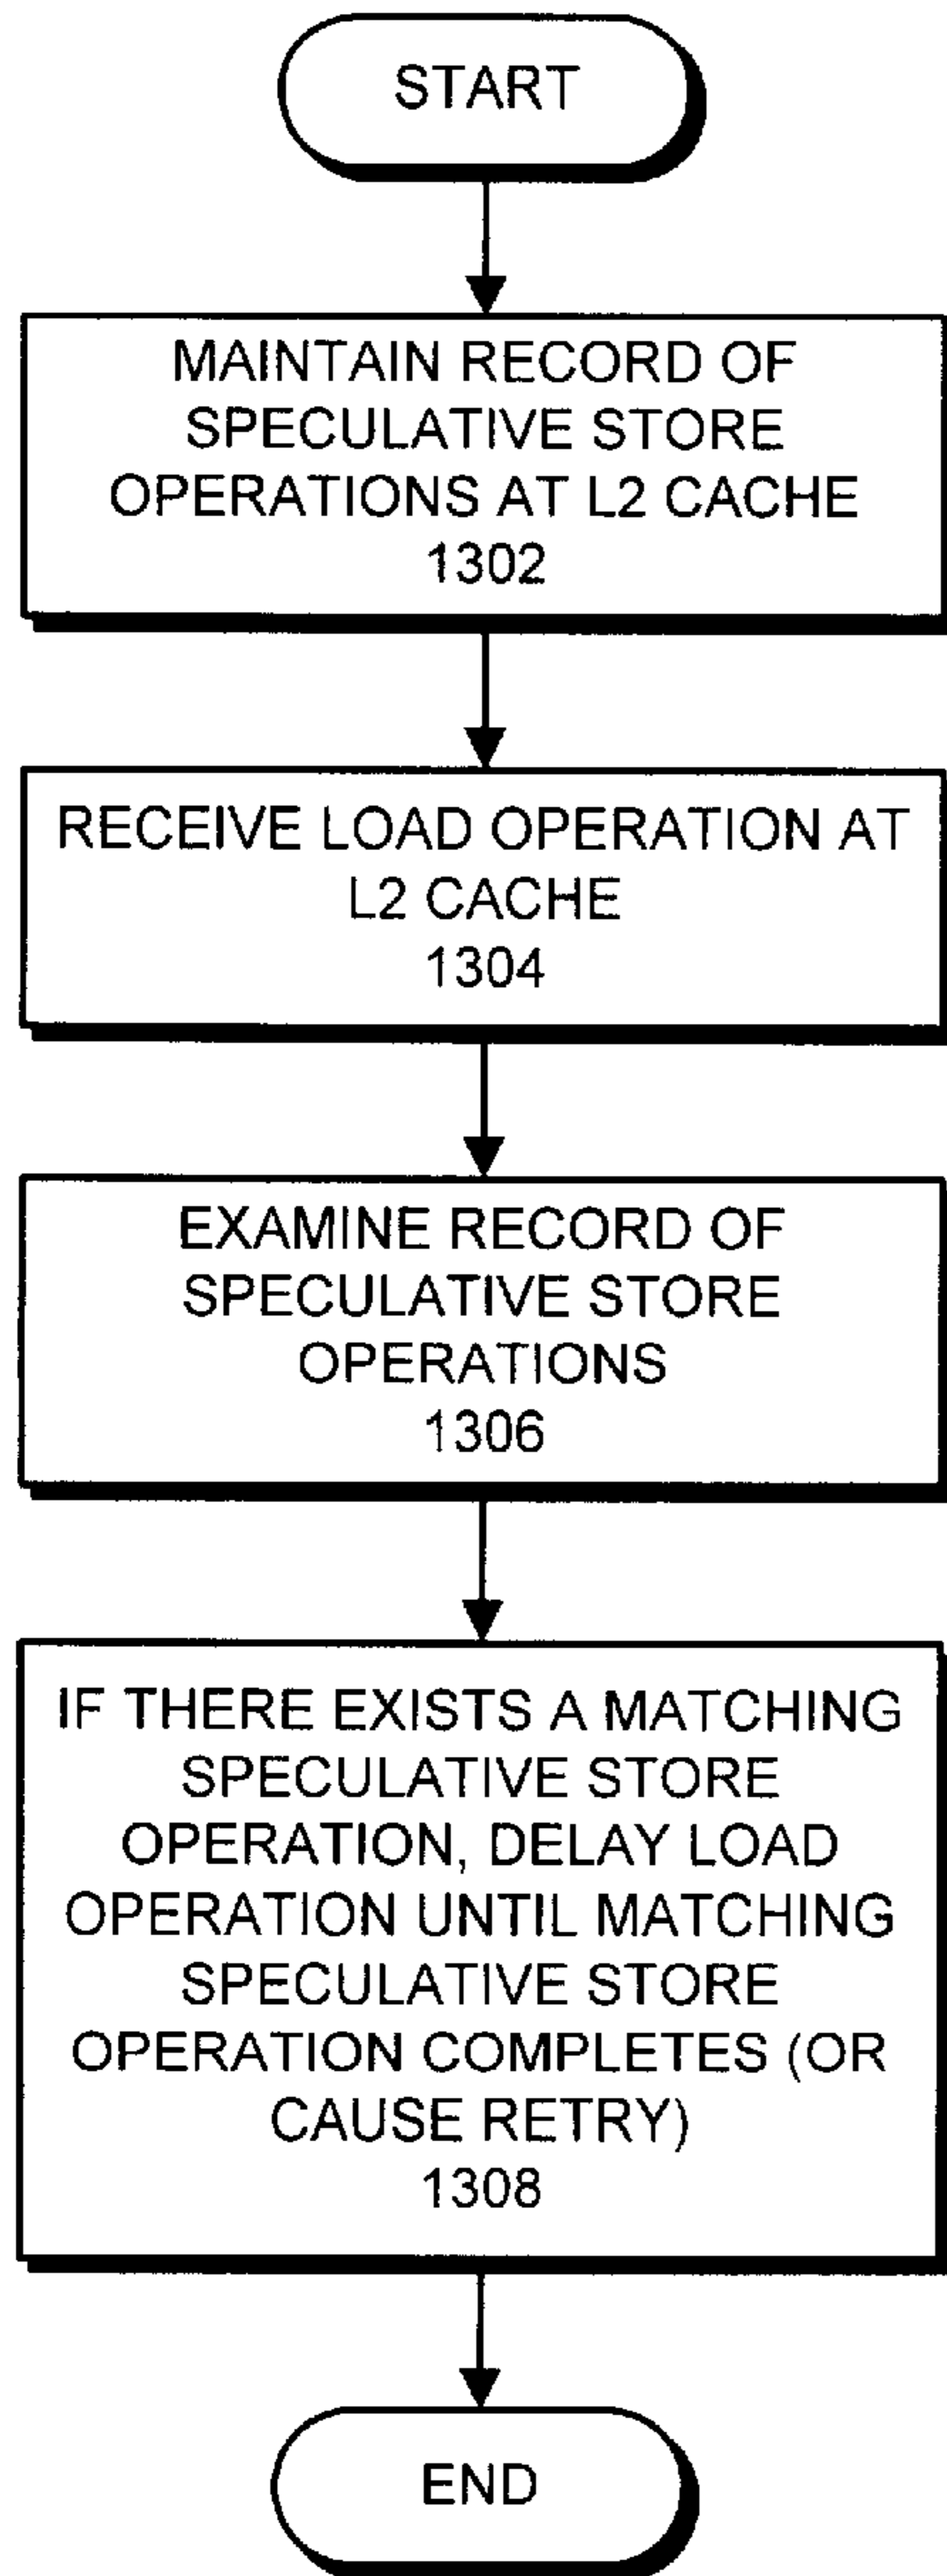 START
MAINTAIN RECORD OF
SPECULATIVE STORE
OPERATIONS AT L2 CACHE
1302
RECEIVE LOAD OPERATION AT
L2 CACHE
1304
EXAMINE RECORD OF
SPECULATIVE STORE
OPERATIONS
1306
IF THERE EXISTS A MATCHING
SPECULATIVE STORE
OPERATION, DELAY LOAD
OPERATION UNTIL MATCHING
SPECULATIVE STORE
OPERATION COMPLETES (OR
CAUSE RETRY)
1308
END